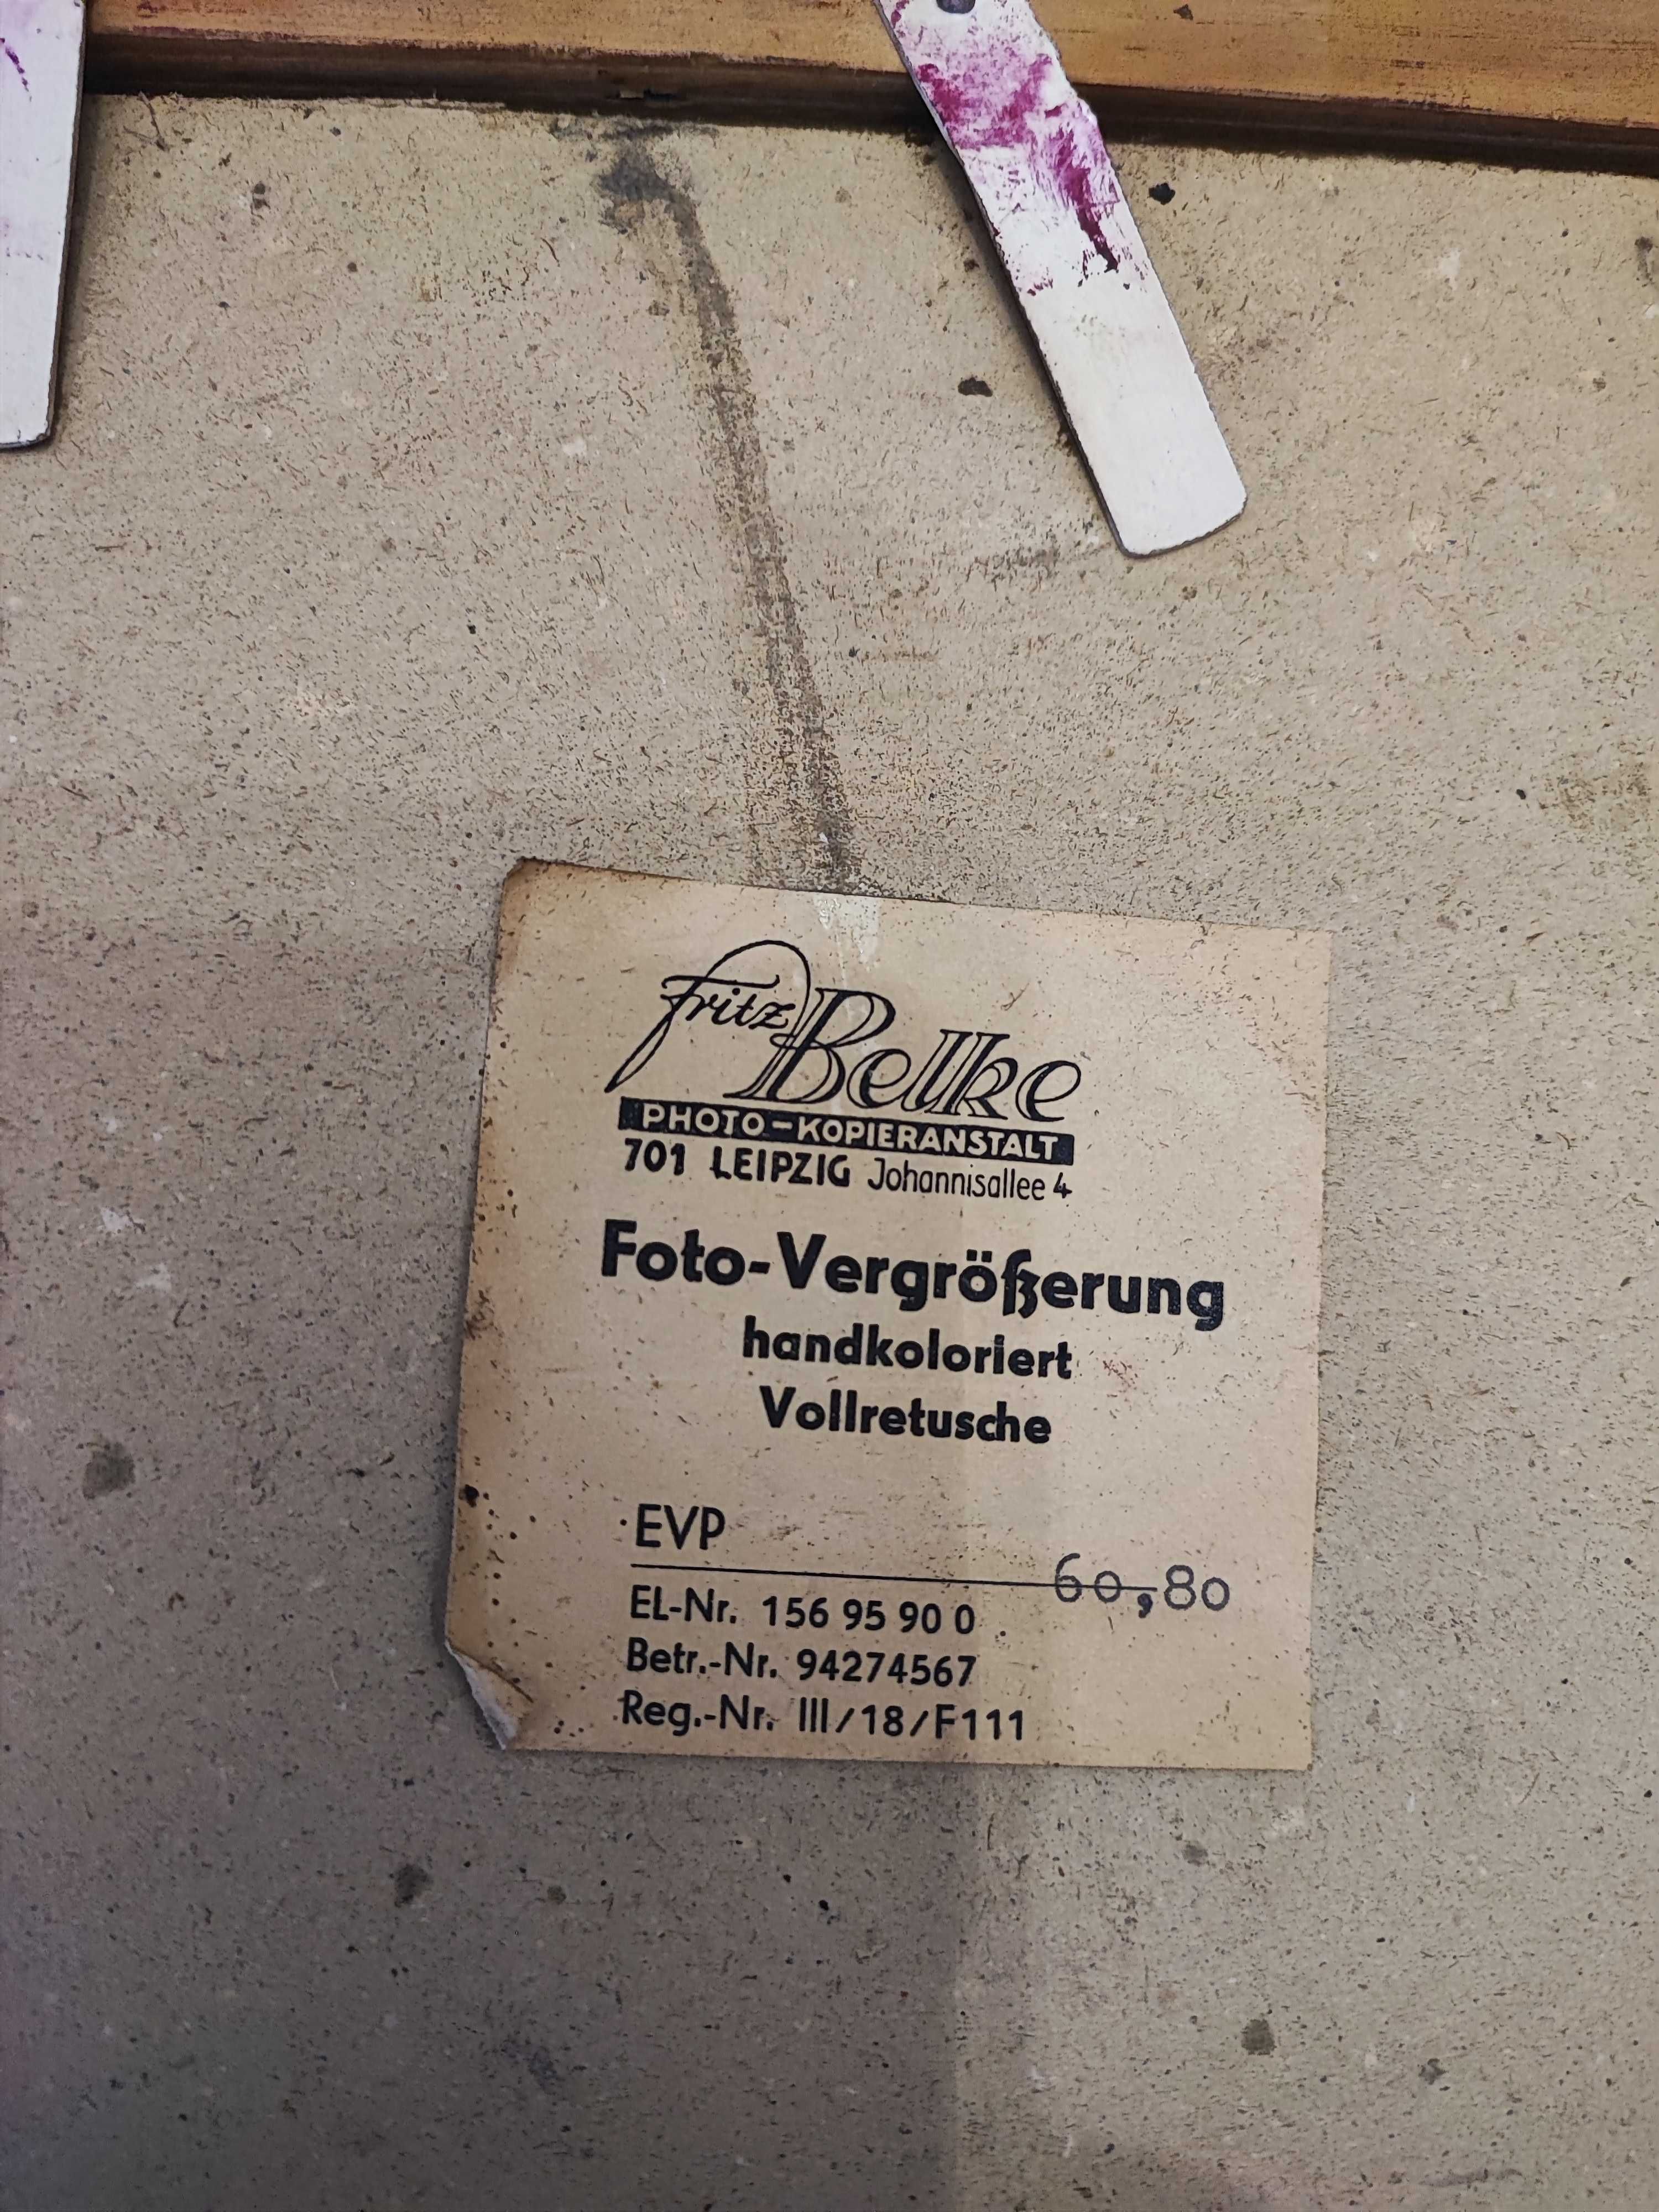 Fritz Belke
PHOTO-KOPIERANSTALT
701 LEIPZIG Johannisallee 4
Foto-Vergrößerung
handkoloriert
Vollretusche
EVP
60,80
EL-Nr. 156 95 90 0
Betr.-Nr. 94274567
Reg.-Nr. III/18/F111